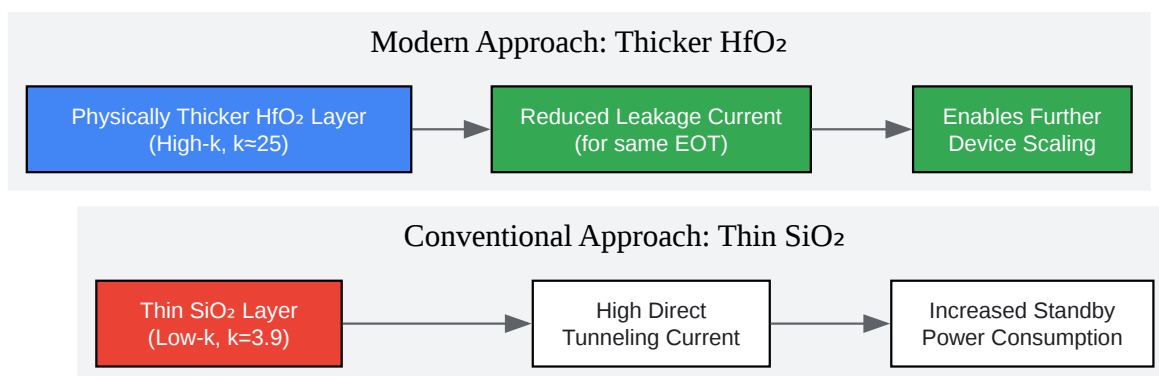 Modern Approach: Thicker HfO₂
Physically Thicker HfO₂ Layer
(High-k, k≈25)
Reduced Leakage Current
(for same EOT)
Enables Further
Device Scaling
Conventional Approach: Thin SiO₂
Thin SiO₂ Layer
(Low-k, k=3.9)
High Direct
Tunneling Current
Increased Standby
Power Consumption